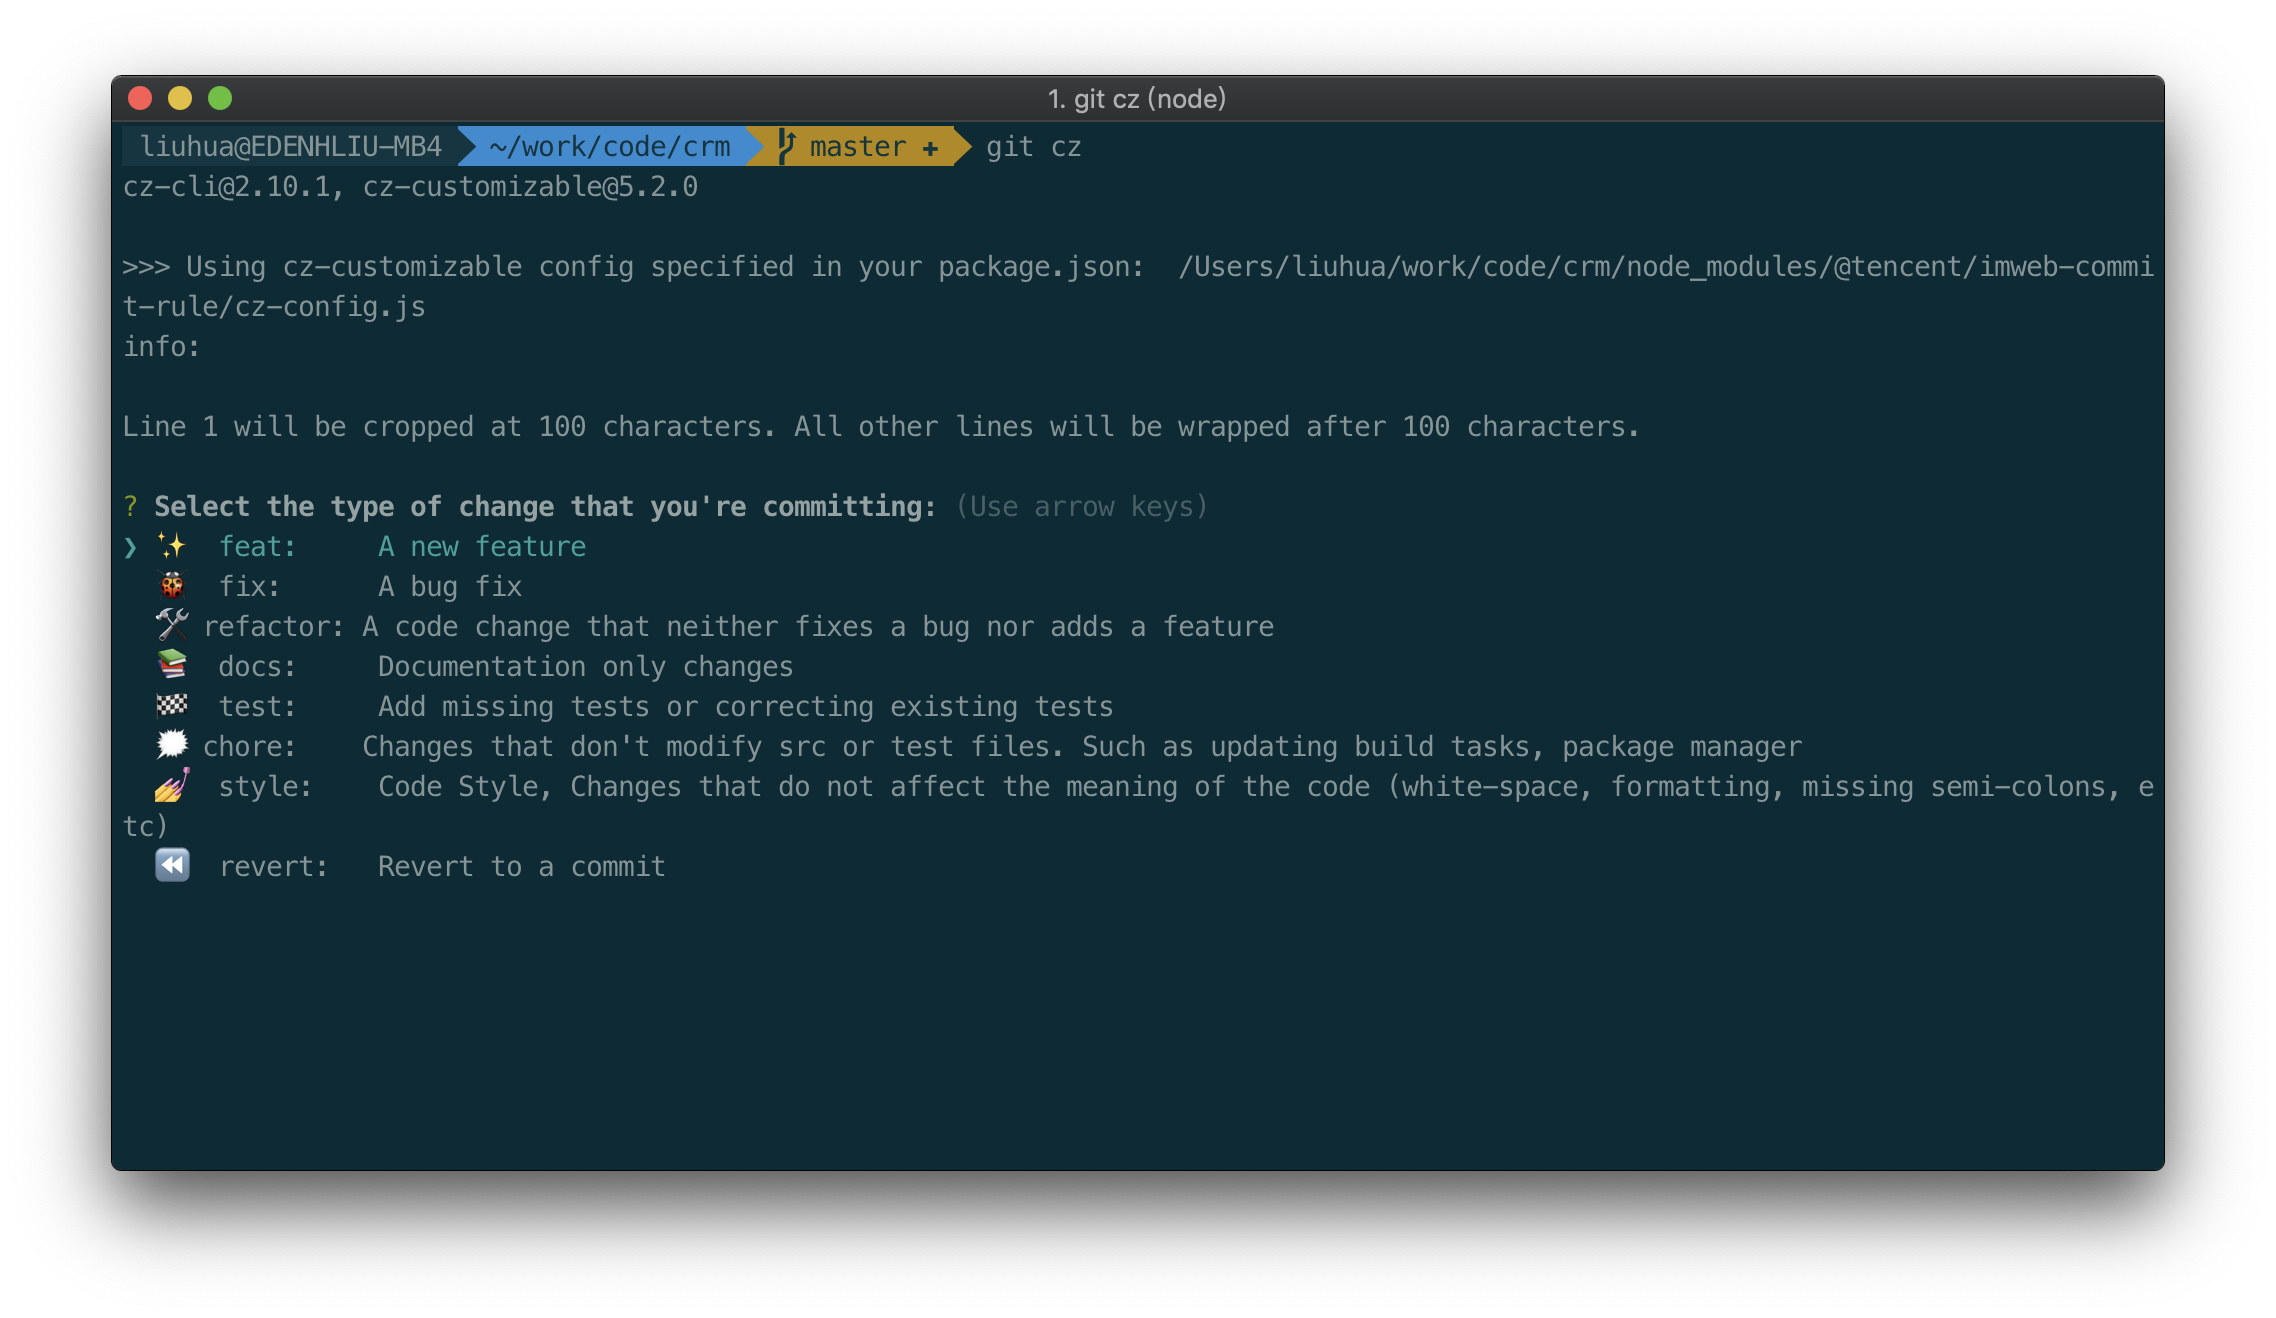 1. git cz (node)
liuhua@EDENHLIU-MB4 ~/work/code/crm master + git cz
cz-cli@2.10.1, cz-customizable@5.2.0
>>> Using cz-customizable config specified in your package.json:  /Users/liuhua/work/code/crm/node_modules/@tencent/imweb-commi
t-rule/cz-config.js
info:
Line 1 will be cropped at 100 characters. All other lines will be wrapped after 100 characters.
? Select the type of change that you're committing: (Use arrow keys)
❯ ✨  feat:     A new feature
🐞  fix:      A bug fix
🛠 refactor: A code change that neither fixes a bug nor adds a feature
📚  docs:     Documentation only changes
🏁  test:     Add missing tests or correcting existing tests
🗯 chore:    Changes that don't modify src or test files. Such as updating build tasks, package manager
💅  style:    Code Style, Changes that do not affect the meaning of the code (white-space, formatting, missing semi-colons, e
tc)
⏪  revert:   Revert to a commit